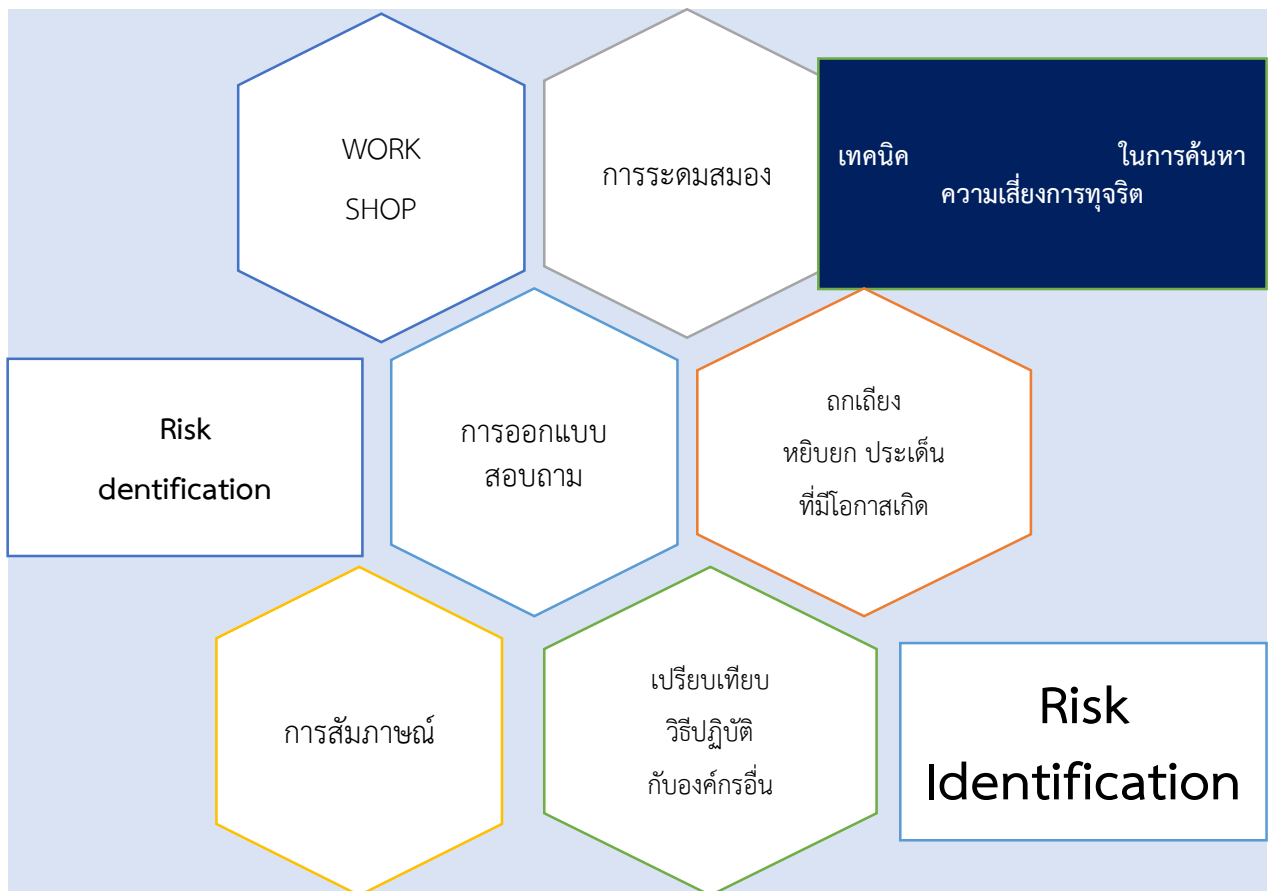 WORK
SHOP
การระดมสมอง
เทคนิค ในการค้นหา
ความเสี่ยงการทุจริต
Risk
dentification
การออกแบบ
สอบถาม
ถกเถียง
หยิบยก ประเด็น
ที่มีโอกาสเกิด
การสัมภาษณ์
เปรียบเทียบ
วิธีปฏิบัติ
กับองค์กรอื่น
Risk
Identification